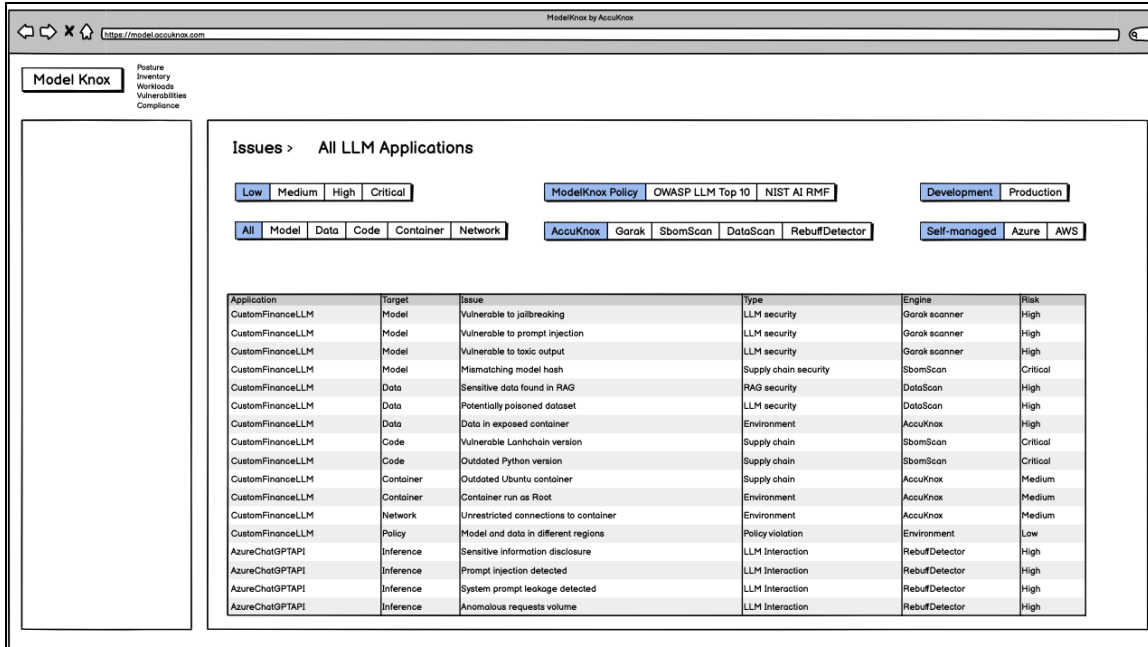 ModelKnox by AccuKnox
https://model.accuknox.com
Model Knox
Posture
Inventory
Workloads
Vulnerabilities
Compliance
Issues > All LLM Applications
Low Medium High Critical ModelKnox Policy OWASP LLM Top 10 NIST AI RMF Development Production
All Model Data Code Container Network AccuKnox Garak SbomScan DataScan RebuffDetector Self-managed Azure AWS
Application Target Issue Type Engine Risk
CustomFinanceLLM Model Vulnerable to jailbreaking LLM security Garak scanner High
CustomFinanceLLM Model Vulnerable to prompt injection LLM security Garak scanner High
CustomFinanceLLM Model Vulnerable to toxic output LLM security Garak scanner High
CustomFinanceLLM Model Mismatching model hash Supply chain security SbomScan Critical
CustomFinanceLLM Data Sensitive data found in RAG RAG security DataScan High
CustomFinanceLLM Data Potentially poisoned dataset LLM security DataScan High
CustomFinanceLLM Data Data in exposed container Environment AccuKnox High
CustomFinanceLLM Code Vulnerable Lanhchain version Supply chain SbomScan Critical
CustomFinanceLLM Code Outdated Python version Supply chain SbomScan Critical
CustomFinanceLLM Container Outdated Ubuntu container Supply chain AccuKnox Medium
CustomFinanceLLM Container Container run as Root Environment AccuKnox Medium
CustomFinanceLLM Network Unrestricted connections to container Environment AccuKnox Medium
CustomFinanceLLM Policy Model and data in different regions Policy violation Environment Low
AzureChatGPTAPI Inference Sensitive information disclosure LLM Interaction RebuffDetector High
AzureChatGPTAPI Inference Prompt injection detected LLM Interaction RebuffDetector High
AzureChatGPTAPI Inference System prompt leakage detected LLM Interaction RebuffDetector High
AzureChatGPTAPI Inference Anomalous requests volume LLM Interaction RebuffDetector High